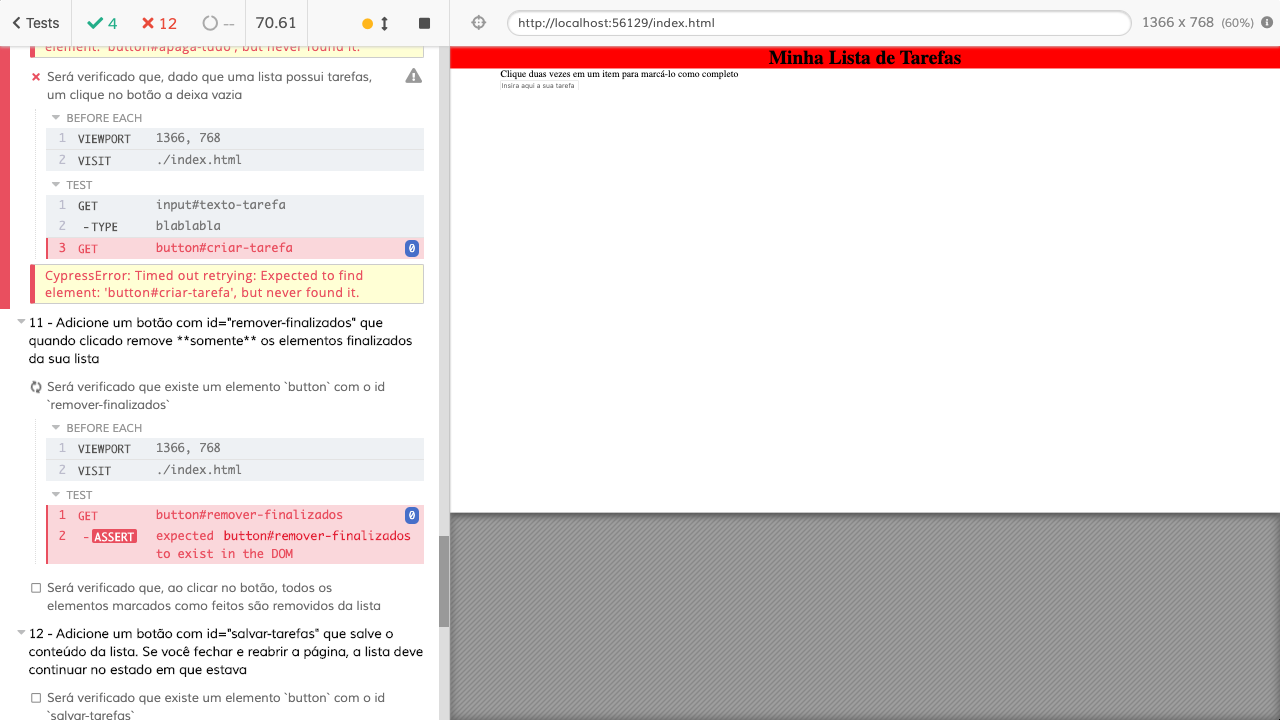 Tests
4
12
--
70.61
http://localhost:56129/index.html
1366 x 768 (60%)
element: 'button#apaga-tudo', but never found it.
Será verificado que, dado que uma lista possui tarefas,
um clique no botão a deixa vazia
BEFORE EACH
1 VIEWPORT 1366, 768
2 VISIT ./index.html
TEST
1 GET input#texto-tarefa
2 -TYPE blablabla
3 GET button#criar-tarefa 0
CypressError: Timed out retrying: Expected to find
element: 'button#criar-tarefa', but never found it.
11 - Adicione um botão com id="remover-finalizados" que
quando clicado remove **somente** os elementos finalizados
da sua lista
Será verificado que existe um elemento `button` com o id
`remover-finalizados`
BEFORE EACH
1 VIEWPORT 1366, 768
2 VISIT ./index.html
TEST
1 GET button#remover-finalizados 0
2 -ASSERT expected button#remover-finalizados
to exist in the DOM
Será verificado que, ao clicar no botão, todos os
elementos marcados como feitos são removidos da lista
12 - Adicione um botão com id="salvar-tarefas" que salve o
conteúdo da lista. Se você fechar e reabrir a página, a lista deve
continuar no estado em que estava
Será verificado que existe um elemento `button` com o id
`salvar-tarefas`
Minha Lista de Tarefas
Clique duas vezes em um item para marcá-lo como completo
Insira aqui a sua tarefa